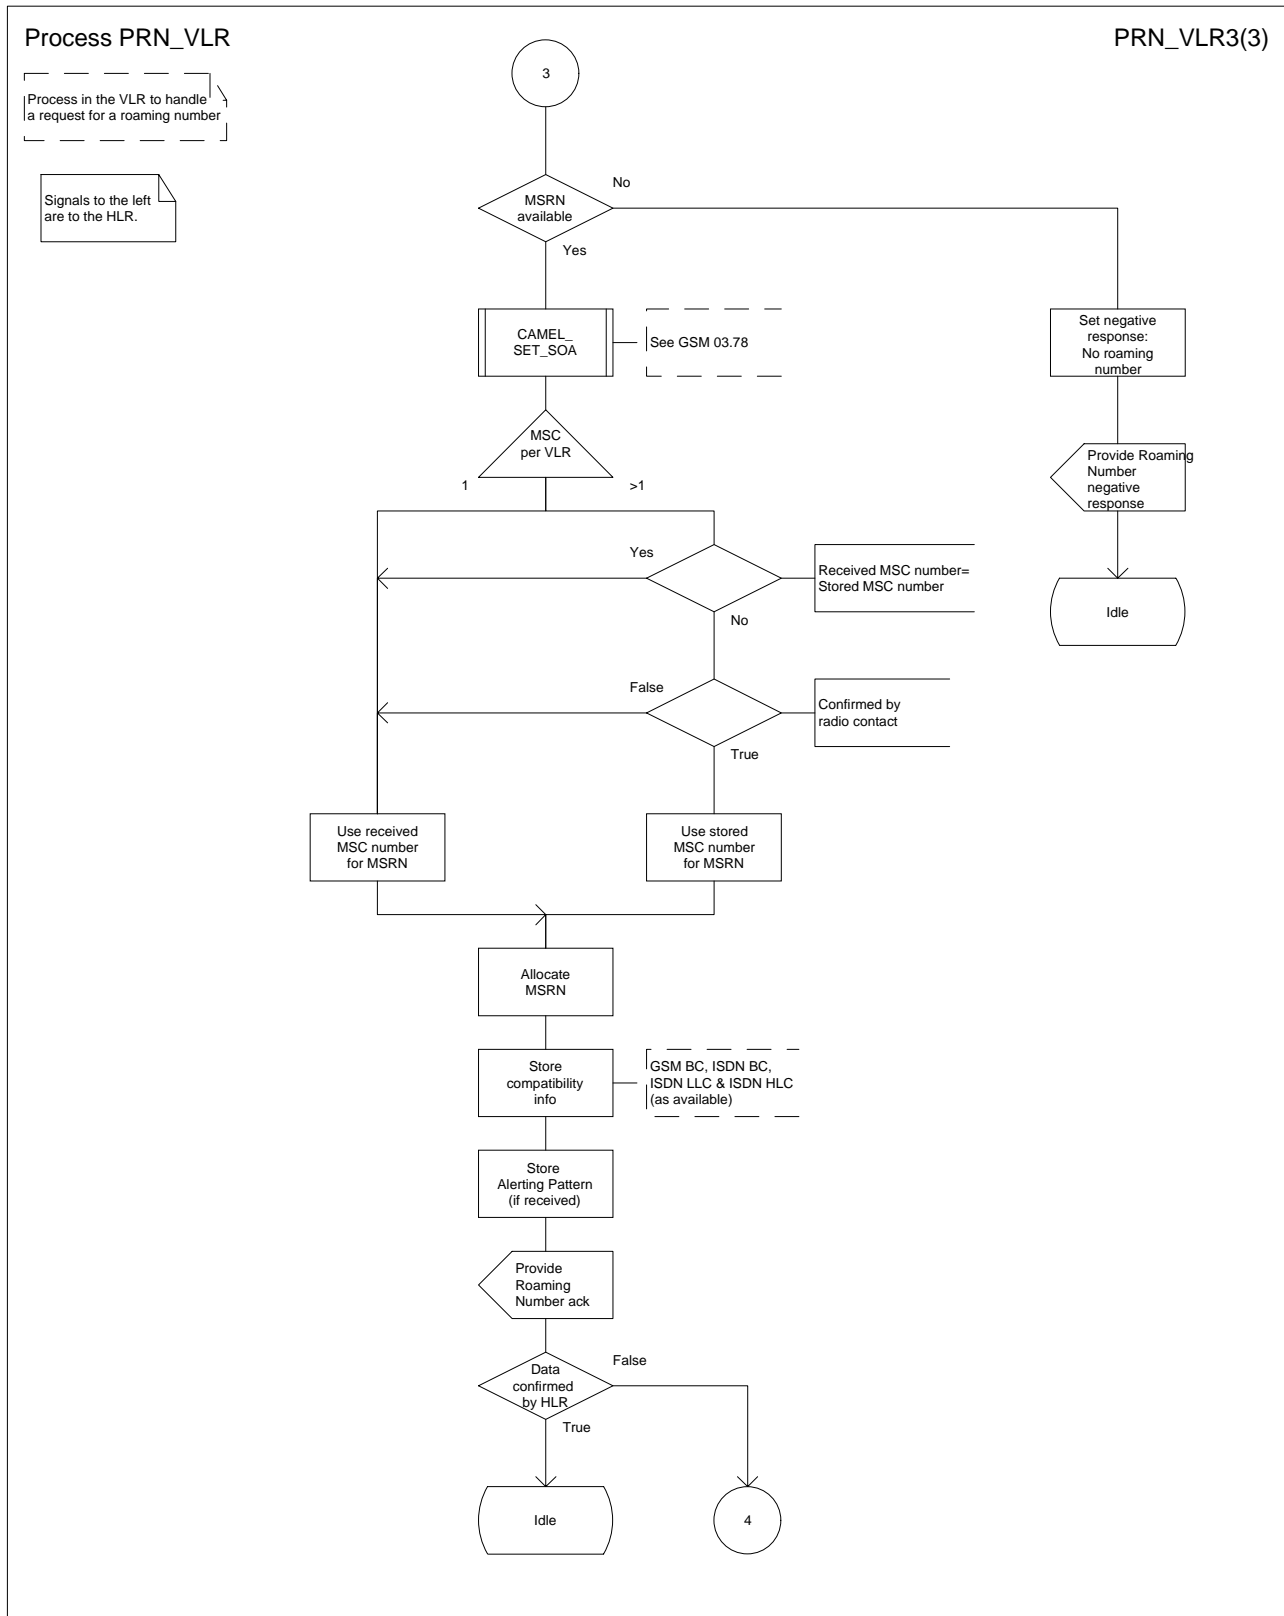 Process PRN_VLR
PRN_VLR3(3)
Process in the VLR to handle
a request for a roaming number
Signals to the left
are to the HLR.
3
MSRN
available
No
Yes
CAMEL_
SET_SOA
See GSM 03.78
Set negative
response:
No roaming
number
MSC
per VLR
1
>1
Provide Roaming
Number
negative
response
Yes
Received MSC number=
Stored MSC number
No
Idle
False
Confirmed by
radio contact
True
Use received
MSC number
for MSRN
Use stored
MSC number
for MSRN
Allocate
MSRN
Store
compatibility
info
GSM BC, ISDN BC,
ISDN LLC & ISDN HLC
(as available)
Store
Alerting Pattern
(if received)
Provide
Roaming
Number ack
Data
confirmed
by HLR
False
True
Idle
4